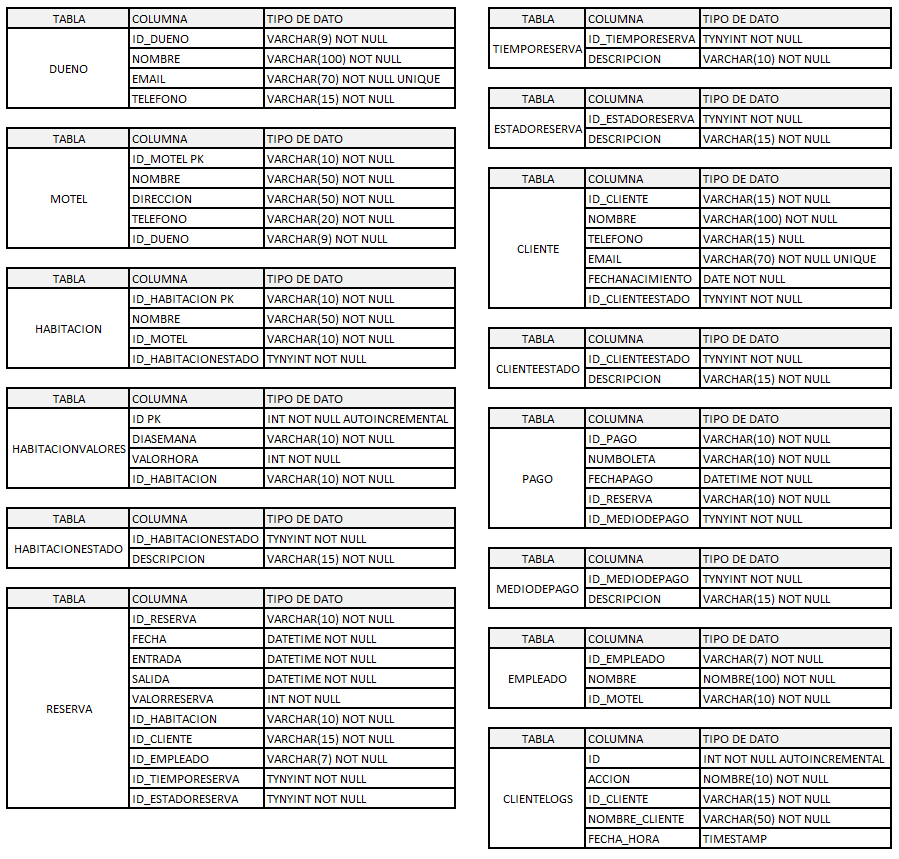 TABLA COLUMNA TIPO DE DATO
DUENO
ID_DUENO VARCHAR(9) NOT NULL
NOMBRE VARCHAR(100) NOT NULL
EMAIL VARCHAR(70) NOT NULL UNIQUE
TELEFONO VARCHAR(15) NOT NULL
TABLA COLUMNA TIPO DE DATO
MOTEL
ID_MOTEL PK VARCHAR(10) NOT NULL
NOMBRE VARCHAR(50) NOT NULL
DIRECCION VARCHAR(50) NOT NULL
TELEFONO VARCHAR(20) NOT NULL
ID_DUENO VARCHAR(9) NOT NULL
TABLA COLUMNA TIPO DE DATO
HABITACION
ID_HABITACION PK VARCHAR(10) NOT NULL
NOMBRE VARCHAR(50) NOT NULL
ID_MOTEL VARCHAR(10) NOT NULL
ID_HABITACIONESTADO TYNYINT NOT NULL
TABLA COLUMNA TIPO DE DATO
HABITACIONVALORES
ID PK INT NOT NULL AUTOINCREMENTAL
DIASEMANA VARCHAR(10) NOT NULL
VALORHORA INT NOT NULL
ID_HABITACION VARCHAR(10) NOT NULL
TABLA COLUMNA TIPO DE DATO
HABITACIONESTADO
ID_HABITACIONESTADO TYNYINT NOT NULL
DESCRIPCION VARCHAR(15) NOT NULL
TABLA COLUMNA TIPO DE DATO
RESERVA
ID_RESERVA VARCHAR(10) NOT NULL
FECHA DATETIME NOT NULL
ENTRADA DATETIME NOT NULL
SALIDA DATETIME NOT NULL
VALORRESERVA INT NOT NULL
ID_HABITACION VARCHAR(10) NOT NULL
ID_CLIENTE VARCHAR(15) NOT NULL
ID_EMPLEADO VARCHAR(7) NOT NULL
ID_TIEMPORESERVA TYNYINT NOT NULL
ID_ESTADORESERVA TYNYINT NOT NULL
TABLA COLUMNA TIPO DE DATO
TIEMPORESERVA
ID_TIEMPORESERVA TYNYINT NOT NULL
DESCRIPCION VARCHAR(10) NOT NULL
TABLA COLUMNA TIPO DE DATO
ESTADORESERVA
ID_ESTADORESERVA TYNYINT NOT NULL
DESCRIPCION VARCHAR(15) NOT NULL
TABLA COLUMNA TIPO DE DATO
CLIENTE
ID_CLIENTE VARCHAR(15) NOT NULL
NOMBRE VARCHAR(100) NOT NULL
TELEFONO VARCHAR(15) NULL
EMAIL VARCHAR(70) NOT NULL UNIQUE
FECHANACIMIENTO DATE NOT NULL
ID_CLIENTEESTADO TYNYINT NOT NULL
TABLA COLUMNA TIPO DE DATO
CLIENTEESTADO
ID_CLIENTEESTADO TYNYINT NOT NULL
DESCRIPCION VARCHAR(15) NOT NULL
TABLA COLUMNA TIPO DE DATO
PAGO
ID_PAGO VARCHAR(10) NOT NULL
NUMBOLETA VARCHAR(10) NOT NULL
FECHAPAGO DATETIME NOT NULL
ID_RESERVA VARCHAR(10) NOT NULL
ID_MEDIODEPAGO TYNYINT NOT NULL
TABLA COLUMNA TIPO DE DATO
MEDIODEPAGO
ID_MEDIODEPAGO TYNYINT NOT NULL
DESCRIPCION VARCHAR(15) NOT NULL
TABLA COLUMNA TIPO DE DATO
EMPLEADO
ID_EMPLEADO VARCHAR(7) NOT NULL
NOMBRE NOMBRE(100) NOT NULL
ID_MOTEL VARCHAR(10) NOT NULL
TABLA COLUMNA TIPO DE DATO
CLIENTELOGS
ID INT NOT NULL AUTOINCREMENTAL
ACCION NOMBRE(10) NOT NULL
ID_CLIENTE VARCHAR(15) NOT NULL
NOMBRE_CLIENTE VARCHAR(50) NOT NULL
FECHA_HORA TIMESTAMP